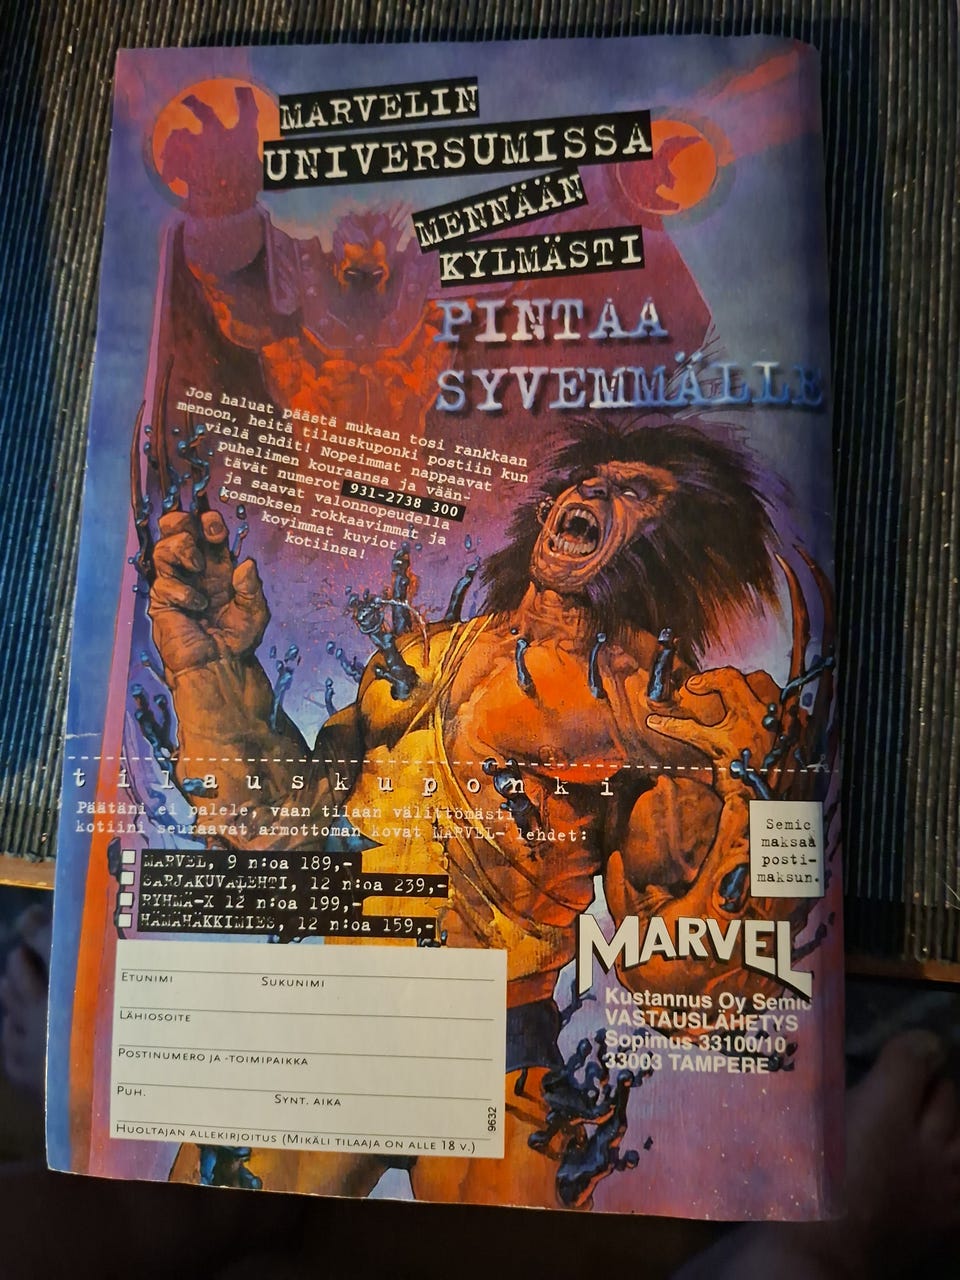 MARVELIN
UNIVERSUMISSA
MENNÄÄN
KYLMÄSTI
PINTAA
SYVEMMÄLLE
Jos haluat päästä mukaan tosi rankkaan
menoon, heitä tilauskuponki postiin kun
vielä ehdit! Nopeimmat nappaavat
puhelimen kouraansa ja vään-
tävät numerot 931-2738 300
ja saavat valonnopeudella
kosmoksen rokkaavimmat ja
kovimmat kuviot
kotiinsa!
tilauskuponki
Päätäni ei palele, vaan tilaan välittömästi
kotiini seuraavat armottoman kovat MARVEL- lehdet:
MARVEL, 9 n:oa 189,-
SARJAKUVALEHTI, 12 n:oa 239,-
RYHMÄ-X 12 n:oa 199,-
HÄMÄHÄKKIMIES, 12 n:oa 159,-
Semic
maksaa
posti-
maksun.
ETUNIMI SUKUNIMI
LÄHIOSOITE
POSTINUMERO JA -TOIMIPAIKKA
PUH. SYNT. AIKA
HUOLTAJAN ALLEKIRJOITUS (MIKÄLI TILAAJA ON ALLE 18 V.)
9632
MARVEL
Kustannus Oy Semic
VASTAUSLÄHETYS
Sopimus 33100/10
33003 TAMPERE